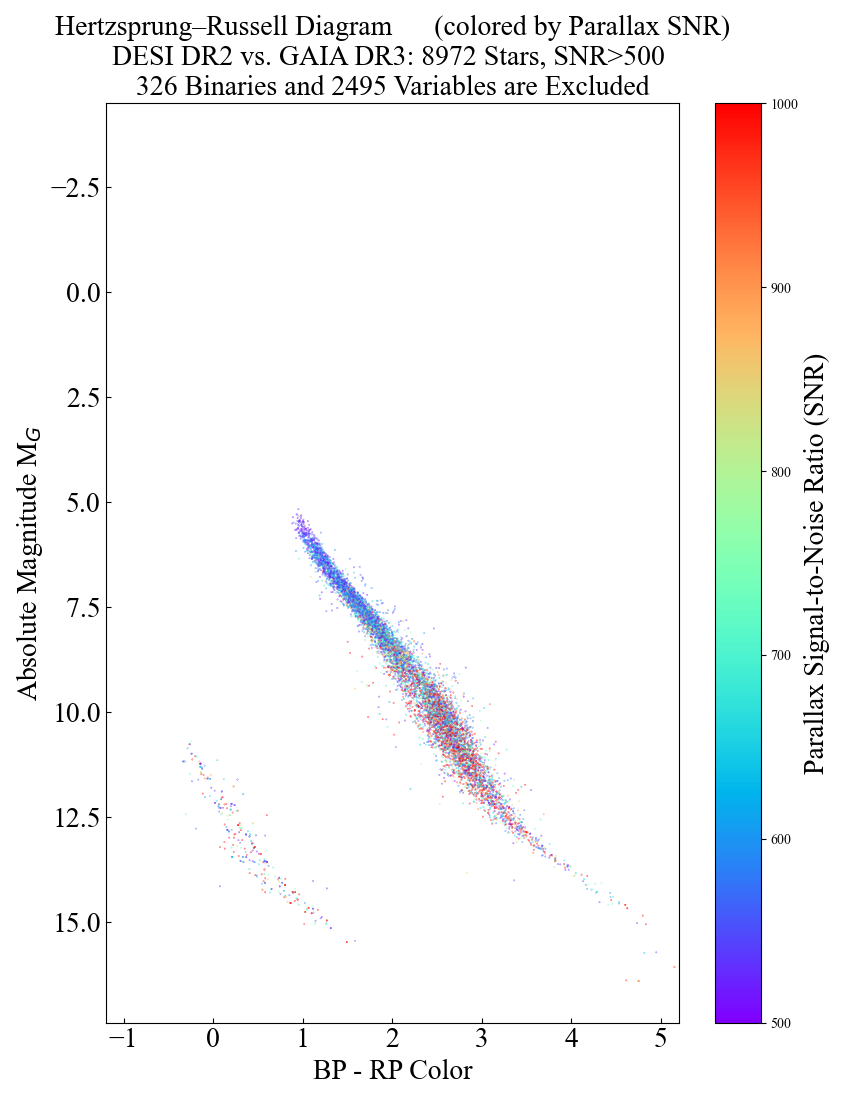 Hertzsprung–Russell Diagram (colored by Parallax SNR)
DESI DR2 vs. GAIA DR3: 8972 Stars, SNR>500
326 Binaries and 2495 Variables are Excluded
Absolute Magnitude M_G
−2.5
0.0
2.5
5.0
7.5
10.0
12.5
15.0
−1 0 1 2 3 4 5
BP - RP Color
1000
900
800
700
600
500
Parallax Signal-to-Noise Ratio (SNR)